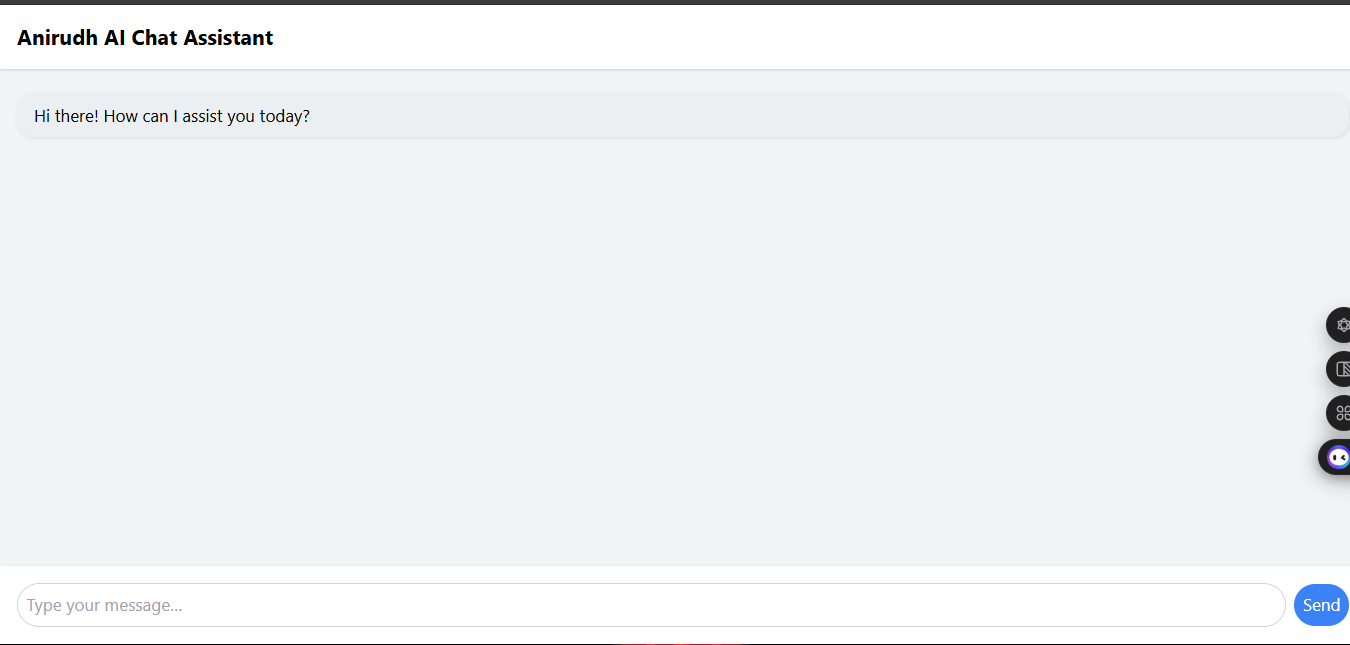 Anirudh AI Chat Assistant
Hi there! How can I assist you today?
Type your message...
Send